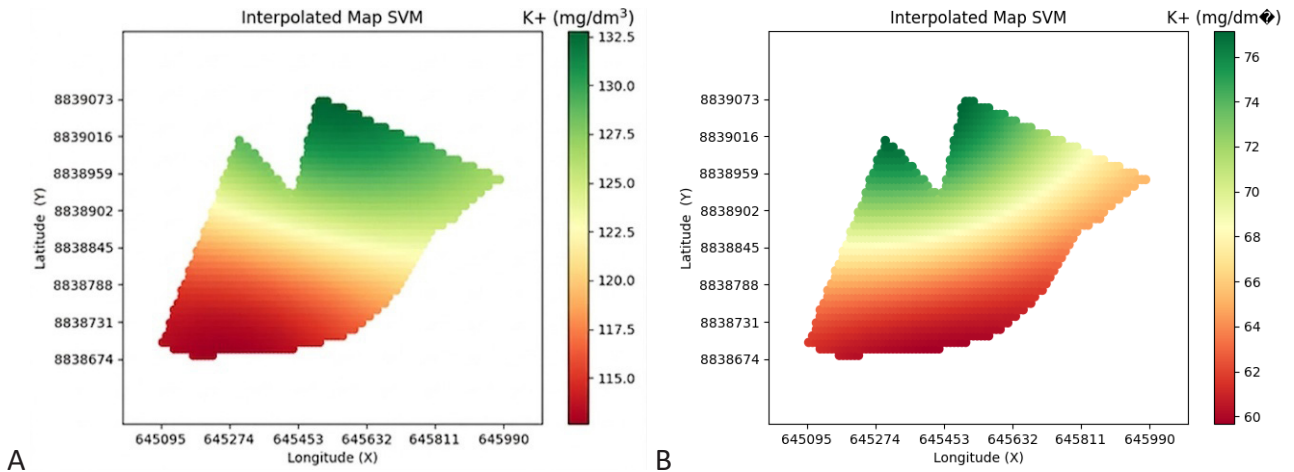 Interpolated Map SVM
K+ (mg/dm³)
132.5
130.0
127.5
125.0
122.5
120.0
117.5
115.0
8839073
8839016
8838959
8838902
8838845
8838788
8838731
8838674
Latitude (Y)
645095 645274 645453 645632 645811 645990
Longitude (X)
A
Interpolated Map SVM
K+ (mg/dm�)
76
74
72
70
68
66
64
62
60
8839073
8839016
8838959
8838902
8838845
8838788
8838731
8838674
Latitude (Y)
645095 645274 645453 645632 645811 645990
Longitude (X)
B